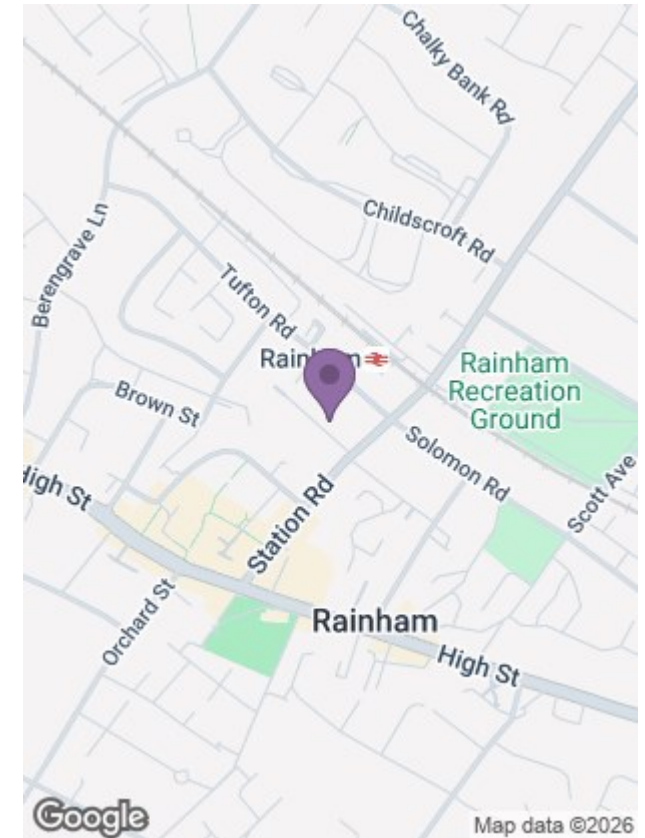 Chalky Bank Rd
Childscroft Rd
Berengrave Ln
Tufton Rd
Rainham
Rainham
Recreation
Ground
Brown St
Solomon Rd
Scott Ave
High St
Station Rd
Orchard St
Rainham
High St
Google
Map data ©2026